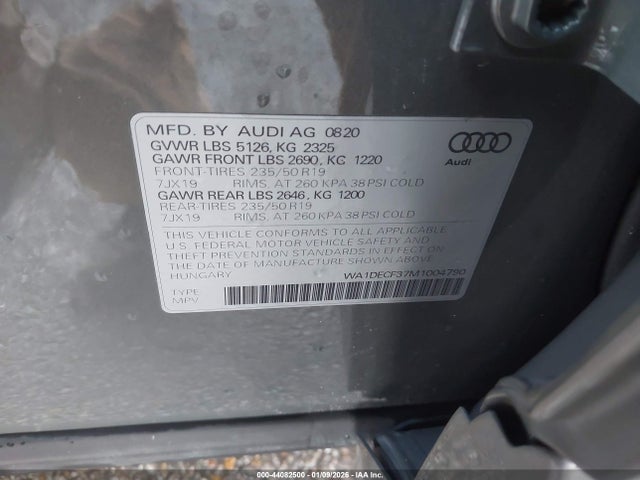 MFD. BY AUDI AG 08 20
GVWR LBS 5126, KG 2325
GAWR FRONT LBS 2690, KG 1220
FRONT-TIRES 235/50 R19
7JX19 RIMS. AT 260 KPA 38 PSI COLD
GAWR REAR LBS 2646, KG 1200
REAR-TIRES 235/50 R19
7JX19 RIMS. AT 260 KPA 38 PSI COLD
THIS VEHICLE CONFORMS TO ALL APPLICABLE
U.S. FEDERAL MOTOR VEHICLE SAFETY AND
THEFT PREVENTION STANDARDS IN EFFECT ON
THE DATE OF MANUFACTURE SHOWN ABOVE
HUNGARY WA1DECF37M1004790
TYPE
MPV
Audi
000-44082500 - 01/09/2026 - IAA Inc.